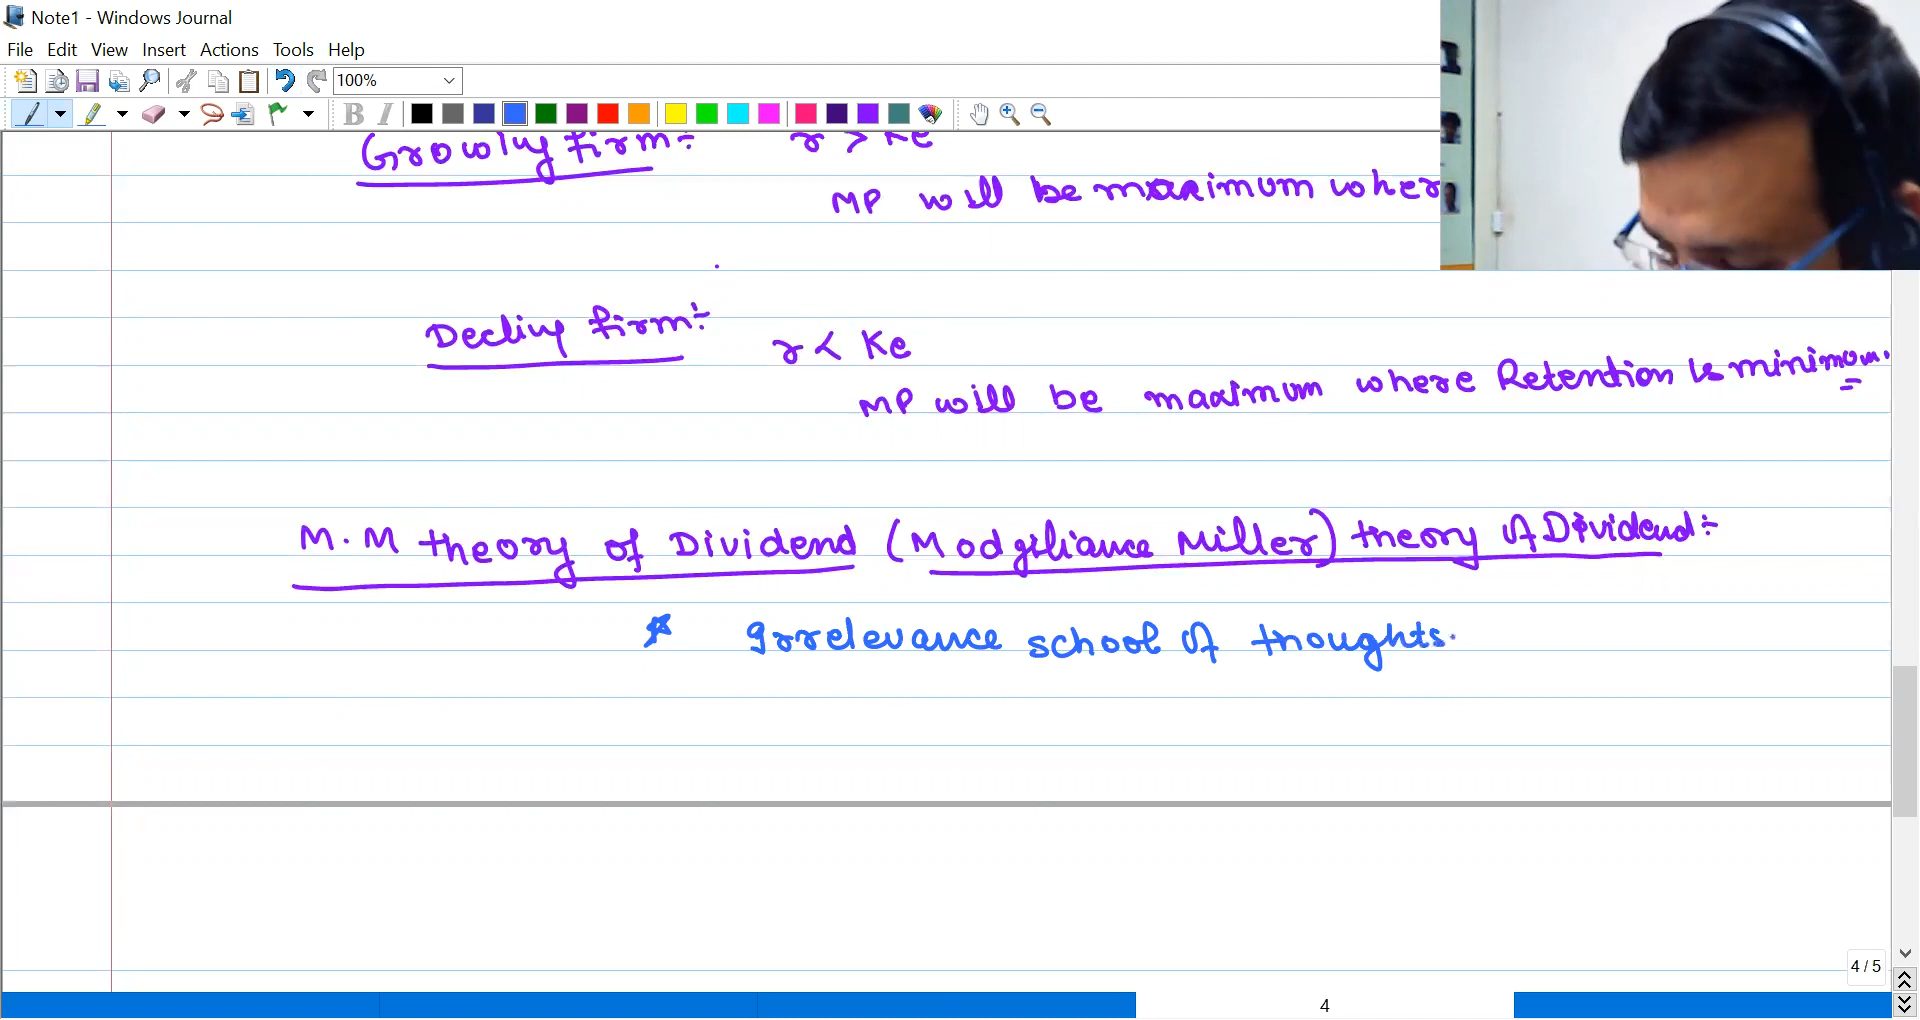 Note1 - Windows Journal
File Edit View Insert Actions Tools Help
100%
B I
Growing firm:- r > Ke
MP will be maximum where
Decling firm:- r < Ke
MP will be maximum where Retention is minimum.
M.M theory of Dividend (Modgiliance Miller) theory of Dividend:-
Irrelevance school of thoughts.
4 / 5
4